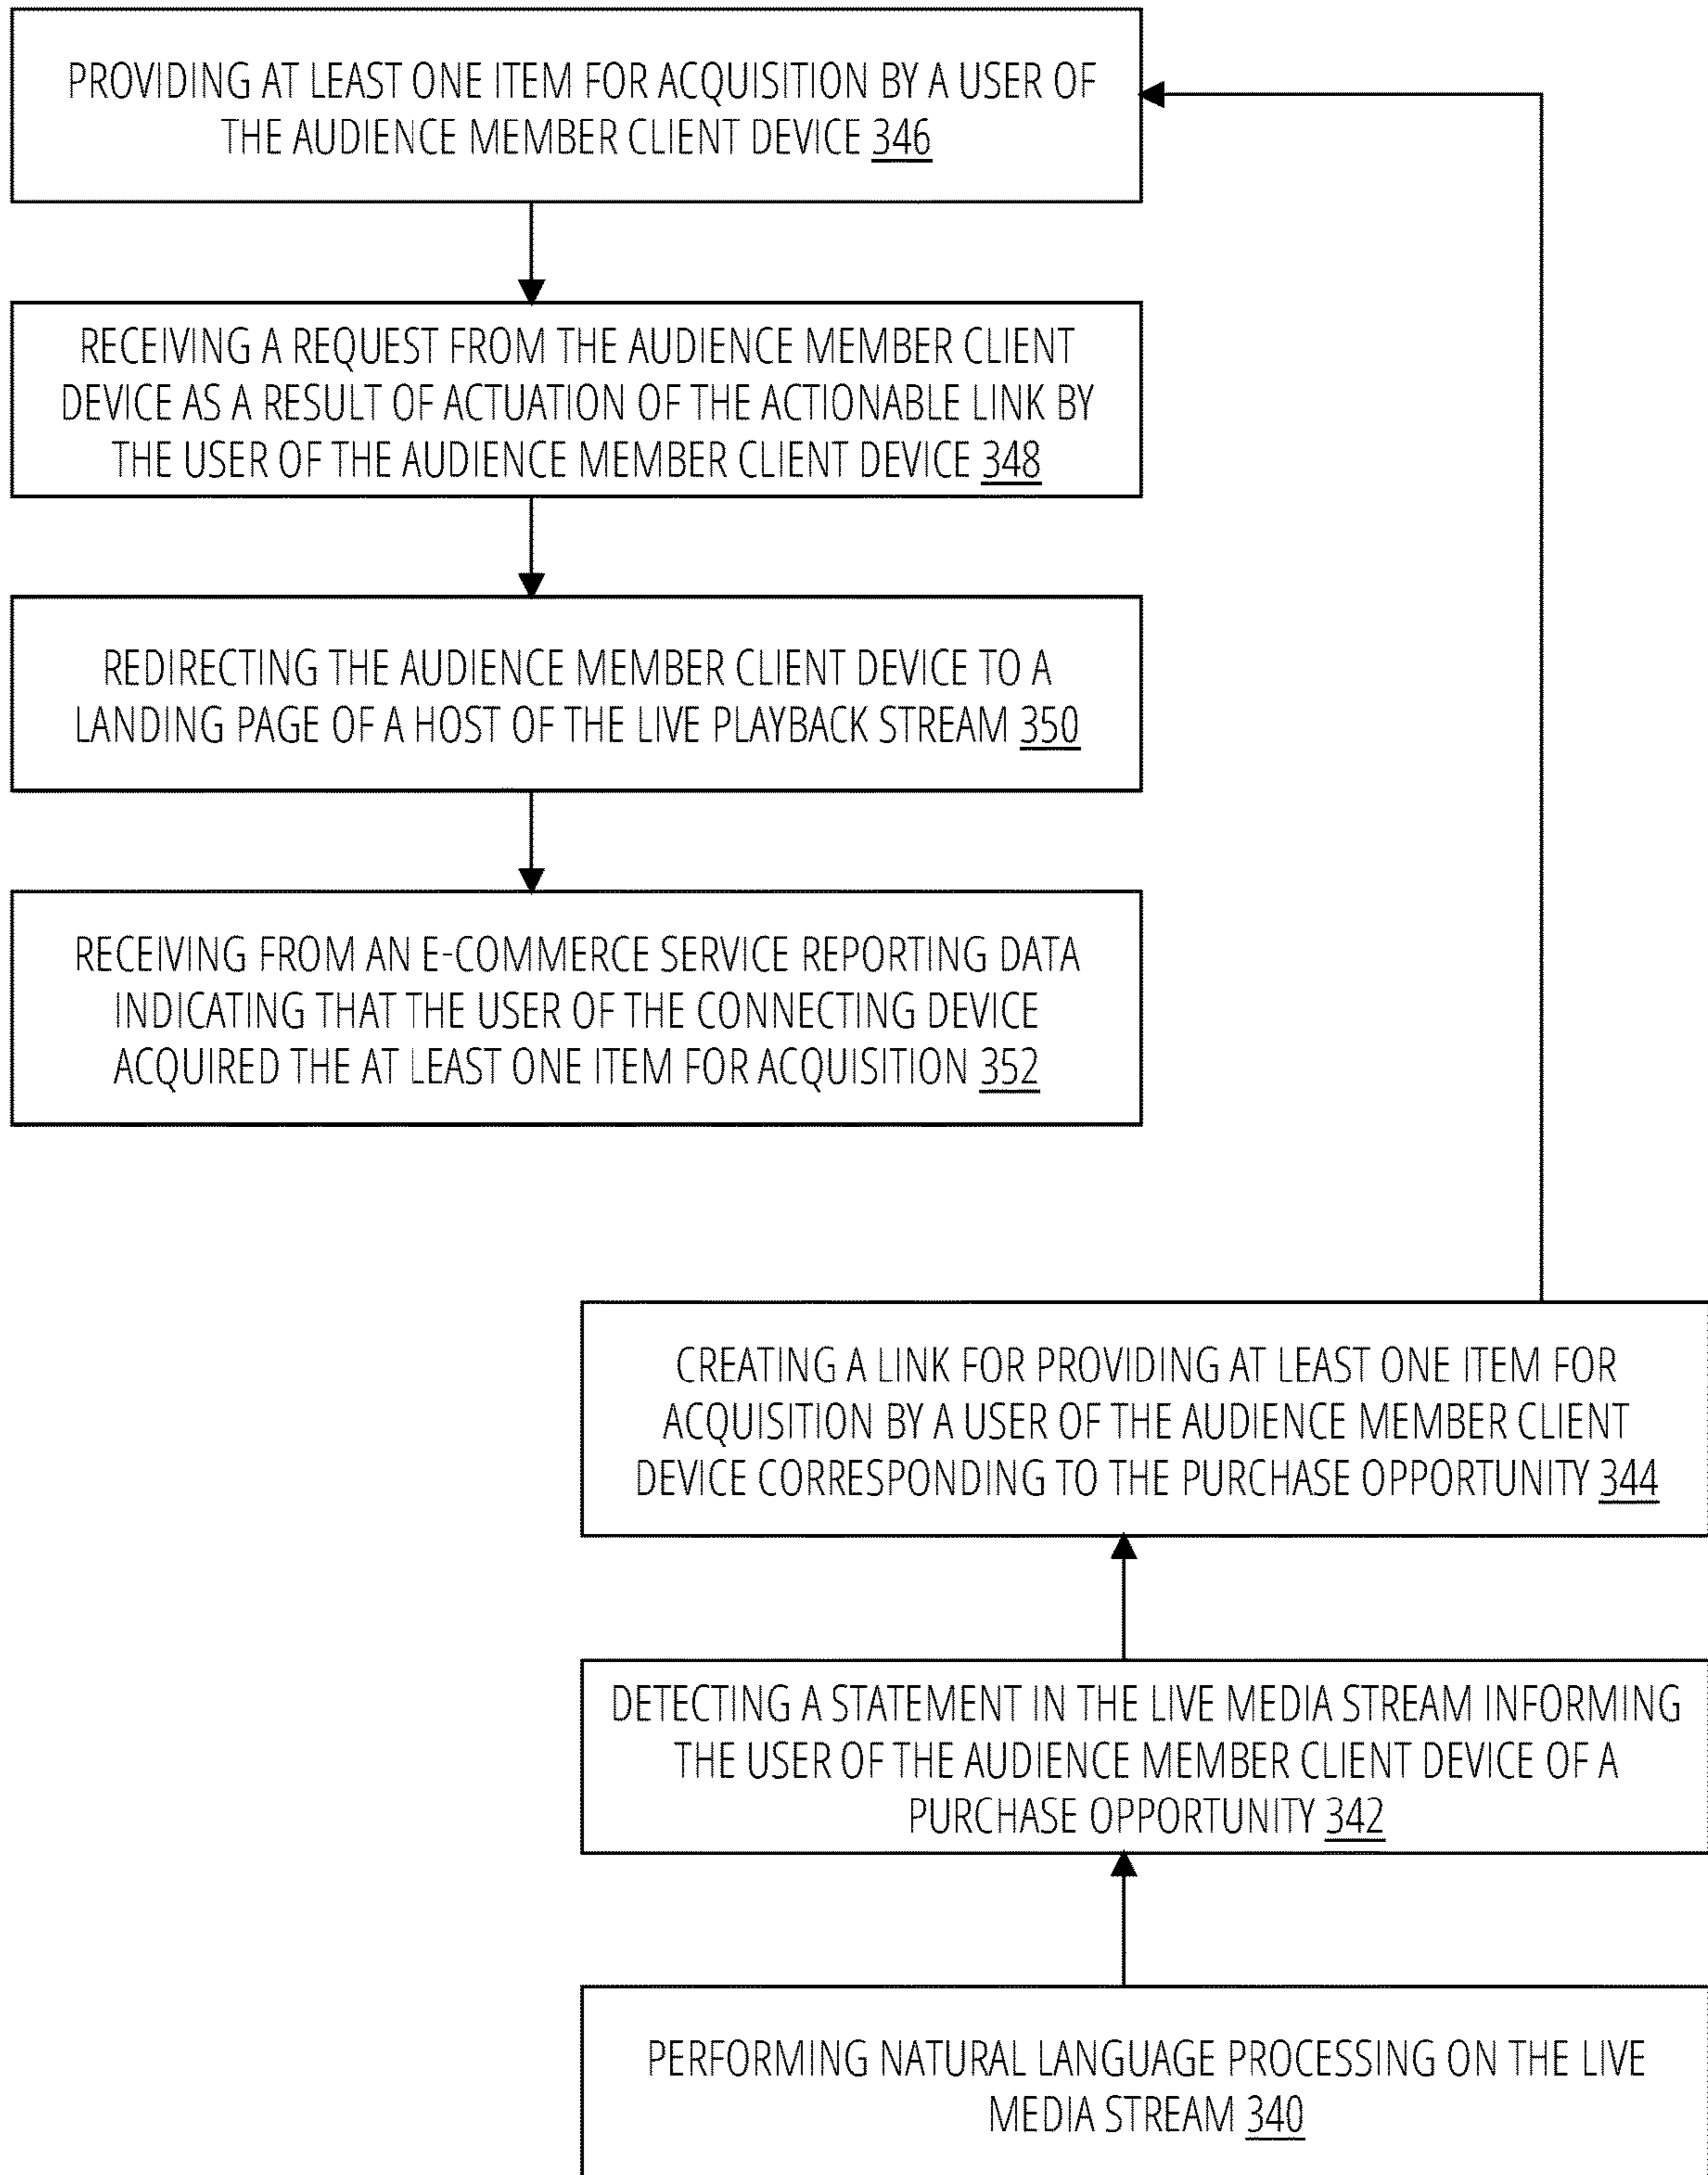 PROVIDING AT LEAST ONE ITEM FOR ACQUISITION BY A USER OF
THE AUDIENCE MEMBER CLIENT DEVICE 346
RECEIVING A REQUEST FROM THE AUDIENCE MEMBER CLIENT
DEVICE AS A RESULT OF ACTUATION OF THE ACTIONABLE LINK BY
THE USER OF THE AUDIENCE MEMBER CLIENT DEVICE 348
REDIRECTING THE AUDIENCE MEMBER CLIENT DEVICE TO A
LANDING PAGE OF A HOST OF THE LIVE PLAYBACK STREAM 350
RECEIVING FROM AN E-COMMERCE SERVICE REPORTING DATA
INDICATING THAT THE USER OF THE CONNECTING DEVICE
ACQUIRED THE AT LEAST ONE ITEM FOR ACQUISITION 352
CREATING A LINK FOR PROVIDING AT LEAST ONE ITEM FOR
ACQUISITION BY A USER OF THE AUDIENCE MEMBER CLIENT
DEVICE CORRESPONDING TO THE PURCHASE OPPORTUNITY 344
DETECTING A STATEMENT IN THE LIVE MEDIA STREAM INFORMING
THE USER OF THE AUDIENCE MEMBER CLIENT DEVICE OF A
PURCHASE OPPORTUNITY 342
PERFORMING NATURAL LANGUAGE PROCESSING ON THE LIVE
MEDIA STREAM 340